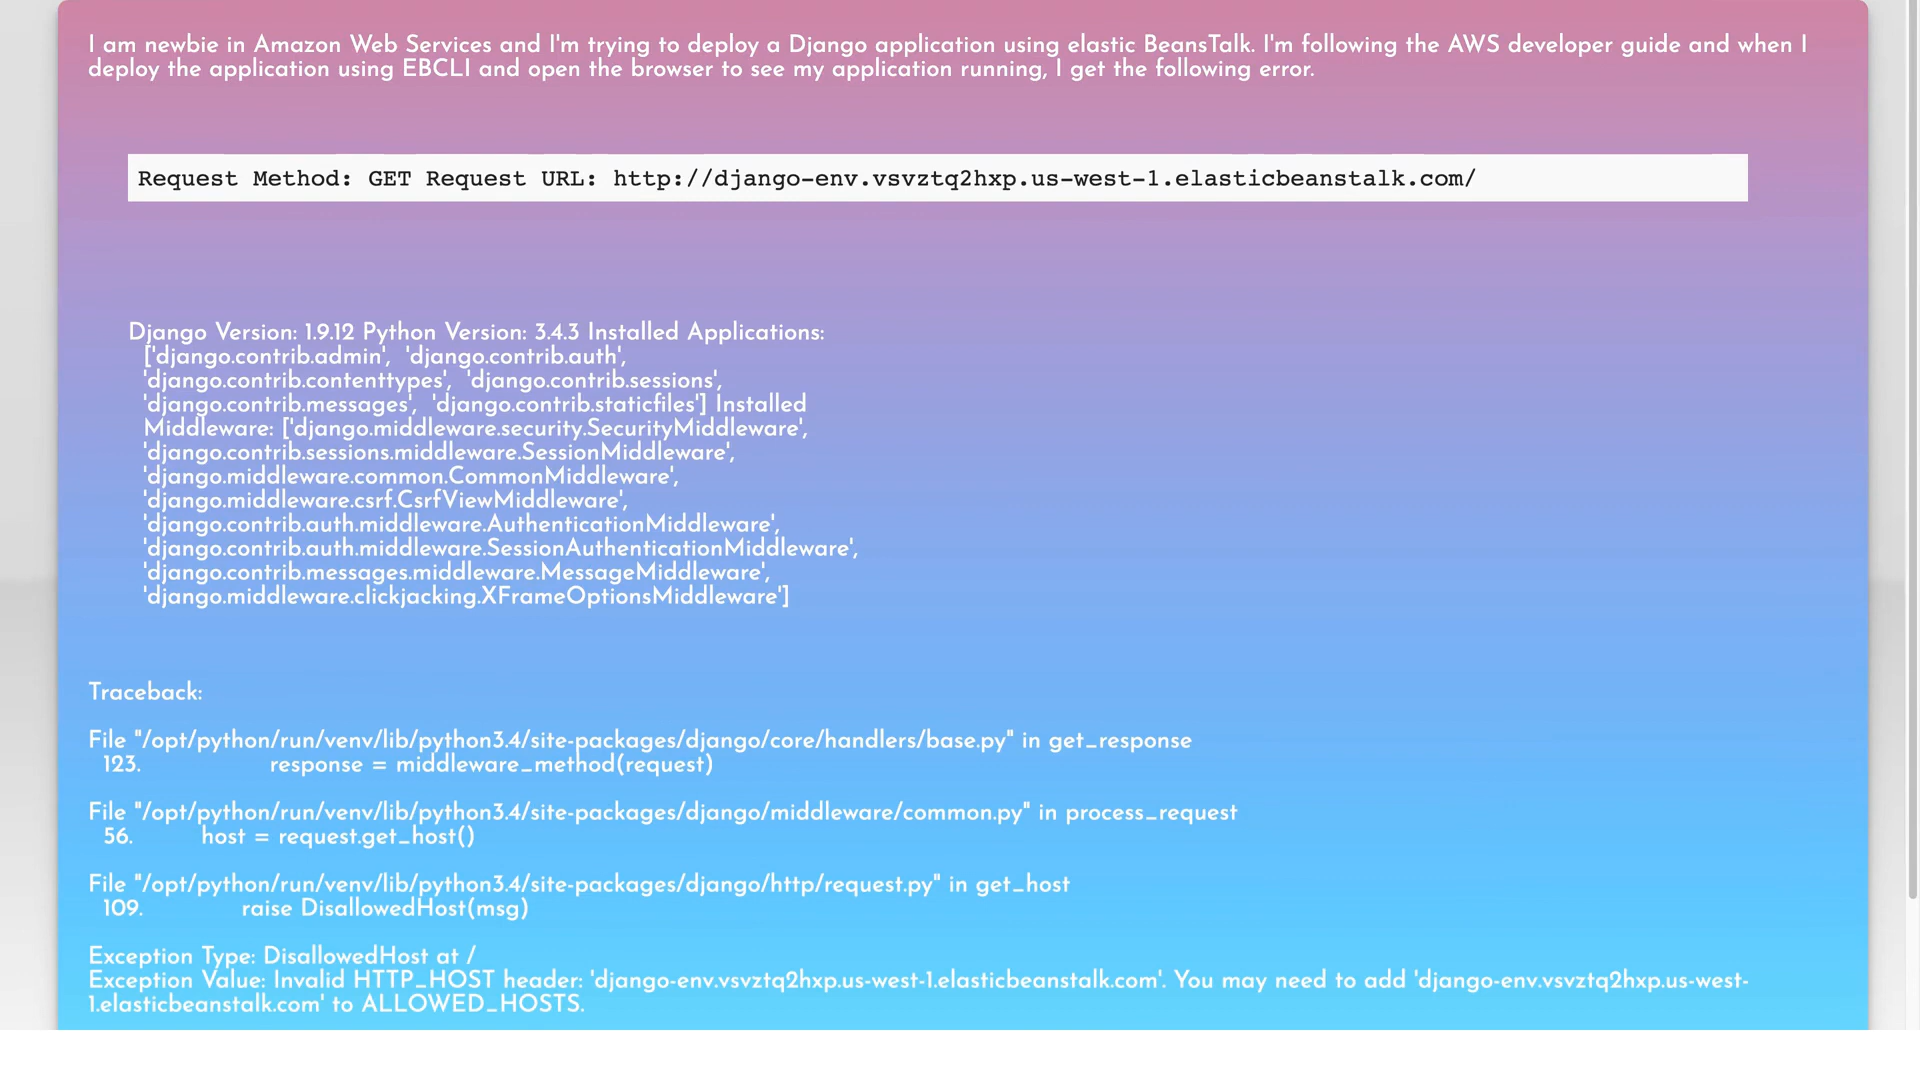 I am newbie in Amazon Web Services and I'm trying to deploy a Django application using elastic BeansTalk. I'm following the AWS developer guide and when I
deploy the application using EBCLI and open the browser to see my application running, I get the following error.
Request Method: GET Request URL: http://django-env.vsvztq2hxp.us-west-1.elasticbeanstalk.com/
Django Version: 1.9.12 Python Version: 3.4.3 Installed Applications:
['django.contrib.admin', 'django.contrib.auth',
'django.contrib.contenttypes', 'django.contrib.sessions',
'django.contrib.messages', 'django.contrib.staticfiles'] Installed
Middleware: ['django.middleware.security.SecurityMiddleware',
'django.contrib.sessions.middleware.SessionMiddleware',
'django.middleware.common.CommonMiddleware',
'django.middleware.csrf.CsrfViewMiddleware',
'django.contrib.auth.middleware.AuthenticationMiddleware',
'django.contrib.auth.middleware.SessionAuthenticationMiddleware',
'django.contrib.messages.middleware.MessageMiddleware',
'django.middleware.clickjacking.XFrameOptionsMiddleware']
Traceback:
File "/opt/python/run/venv/lib/python3.4/site-packages/django/core/handlers/base.py" in get_response
123. response = middleware_method(request)
File "/opt/python/run/venv/lib/python3.4/site-packages/django/middleware/common.py" in process_request
56. host = request.get_host()
File "/opt/python/run/venv/lib/python3.4/site-packages/django/http/request.py" in get_host
109. raise DisallowedHost(msg)
Exception Type: DisallowedHost at /
Exception Value: Invalid HTTP_HOST header: 'django-env.vsvztq2hxp.us-west-1.elasticbeanstalk.com'. You may need to add 'django-env.vsvztq2hxp.us-west-
1.elasticbeanstalk.com' to ALLOWED_HOSTS.